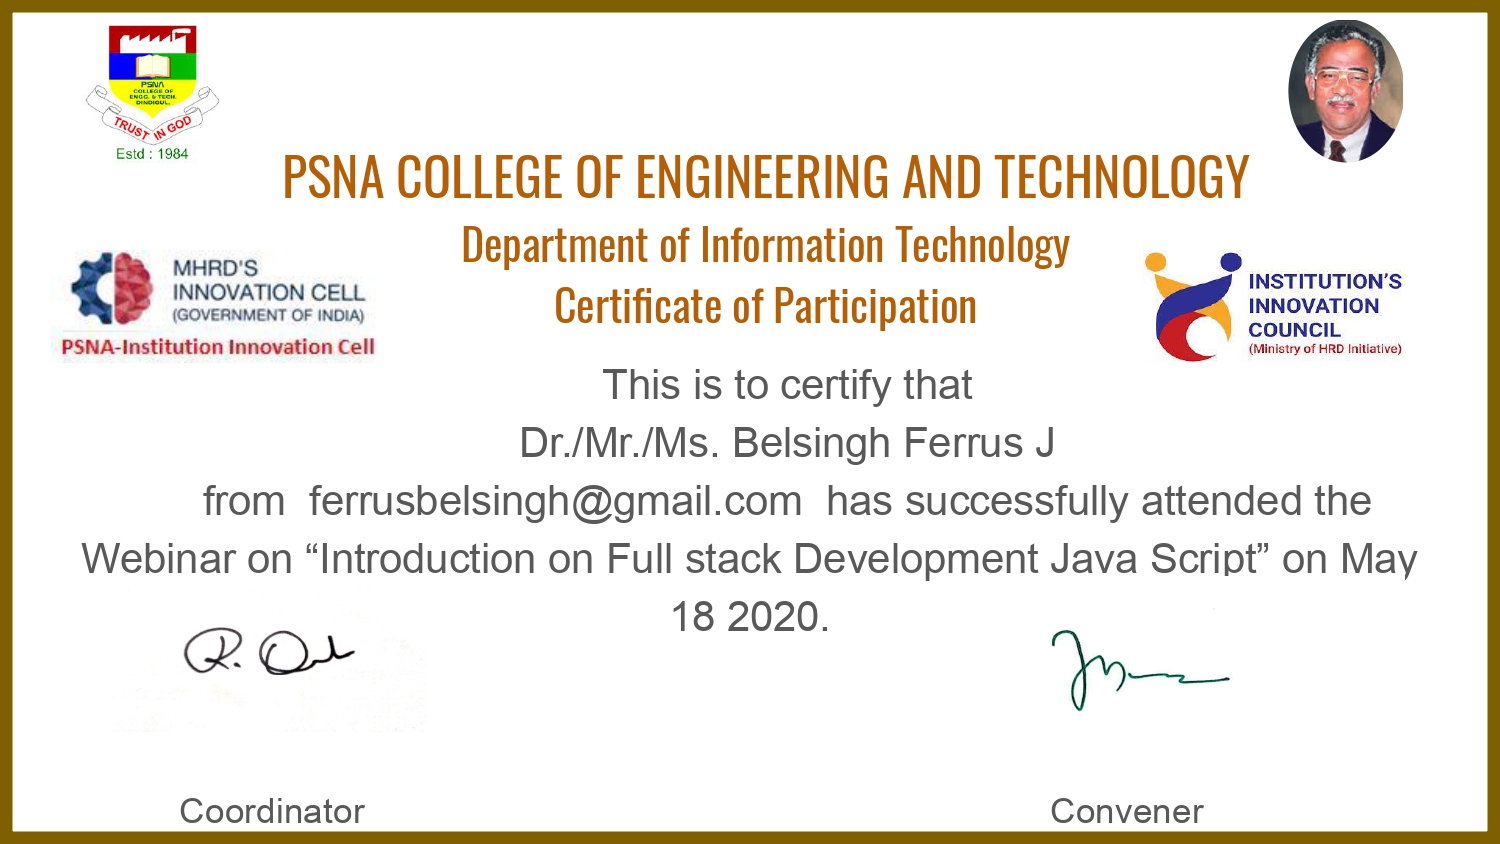 PSNA
COLLEGE OF
ENGG. & TECH.
DINDIGUL.
TRUST IN GOD
Estd : 1984
PSNA COLLEGE OF ENGINEERING AND TECHNOLOGY
Department of Information Technology
Certificate of Participation
MHRD'S
INNOVATION CELL
(GOVERNMENT OF INDIA)
PSNA-Institution Innovation Cell
INSTITUTION'S
INNOVATION
COUNCIL
(Ministry of HRD Initiative)
This is to certify that
Dr./Mr./Ms. Belsingh Ferrus J
from ferrusbelsingh@gmail.com has successfully attended the
Webinar on “Introduction on Full stack Development Java Script” on May
18 2020.
Coordinator
Convener